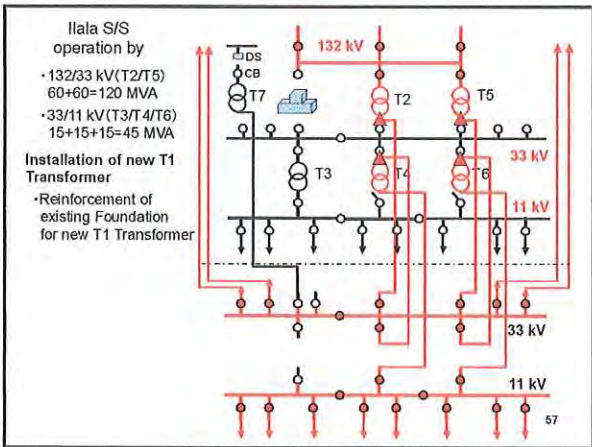 Ilala S/S
operation by
・132/33 kV(T2/T5)
60+60=120 MVA
・33/11 kV(T3/T4/T6)
15+15+15=45 MVA
Installation of new T1
Transformer
・Reinforcement of
existing Foundation
for new T1 Transformer
132 kV
DS
CB
T7
T2
T5
33 kV
T3
T4
T6
11 kV
33 kV
11 kV
57